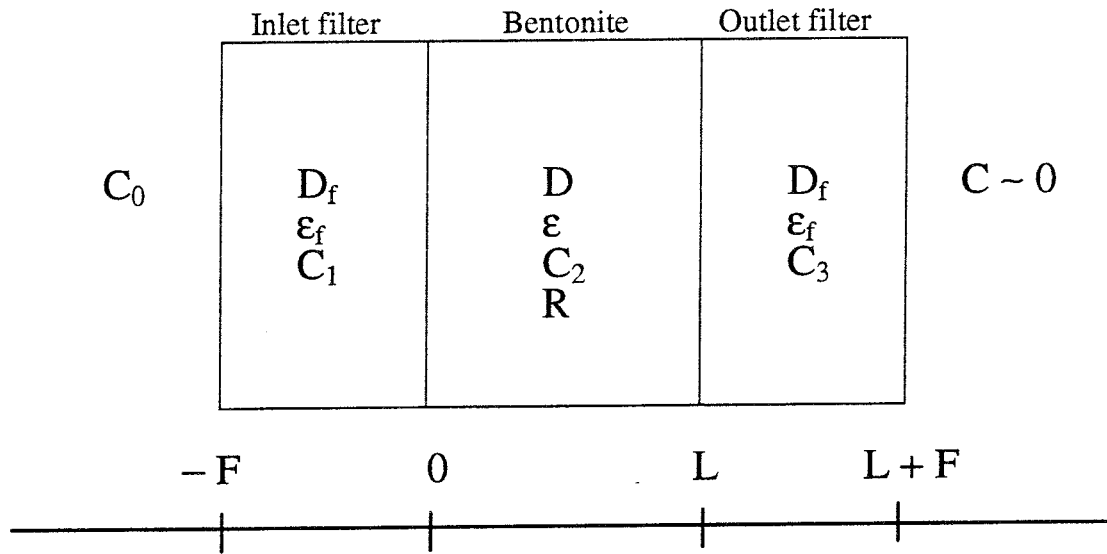 Inlet filter Bentonite Outlet filter
C₀ D_f D D_f C ~ 0
ε_f ε ε_f
C₁ C₂ C₃
R
– F 0 L L + F